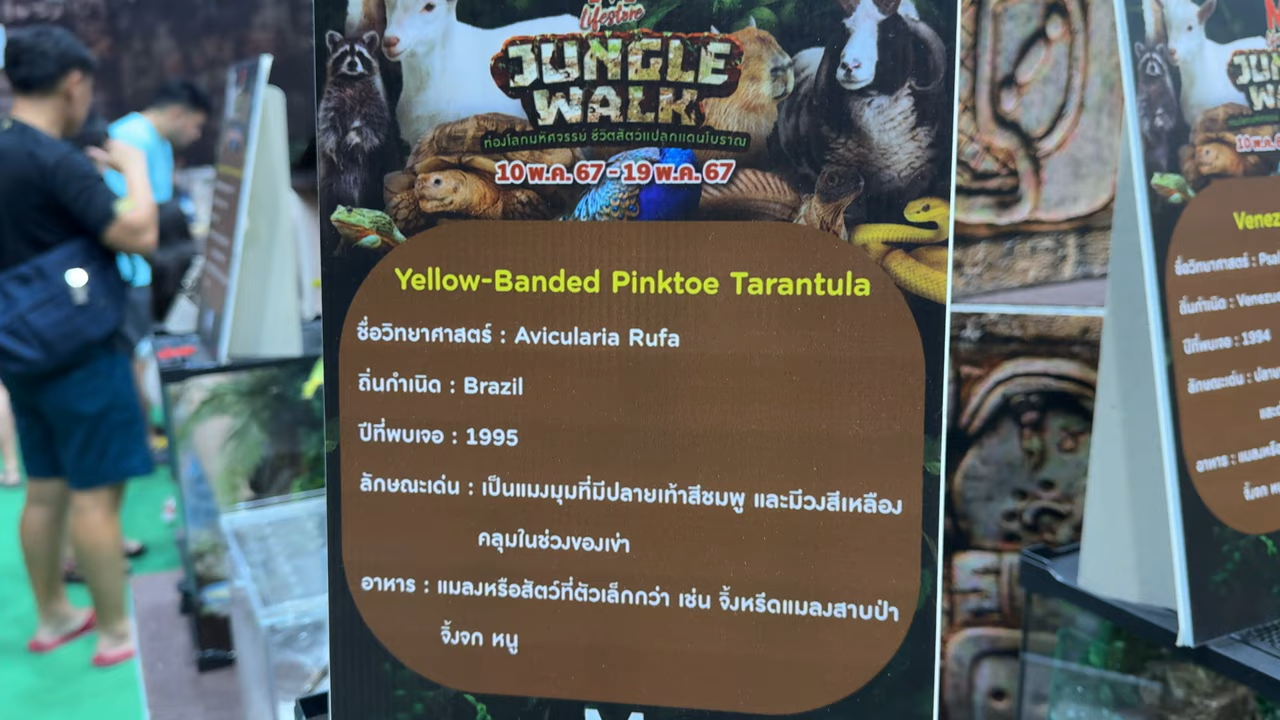 Lifestore
JUNGLE
WALK
ท่องโลกมหัศจรรย์ ชีวิตสัตว์แปลกแดนโบราณ
10 พ.ค. 67 - 19 พ.ค. 67
Yellow-Banded Pinktoe Tarantula
ชื่อวิทยาศาสตร์ : Avicularia Rufa
ถิ่นกำเนิด : Brazil
ปีที่พบเจอ : 1995
ลักษณะเด่น : เป็นแมงมุมที่มีปลายเท้าสีชมพู และมีวงสีเหลือง
คลุมในช่วงของเข่า
อาหาร : แมลงหรือสัตว์ที่ตัวเล็กกว่า เช่น จิ้งหรีดแมลงสาบป่า
จิ้งจก หนู
ชื่อวิทยาศาสตร์ :
ถิ่นกำเนิด :
ปีที่พบเจอ : 1994
ลักษณะเด่น :
อาหาร :